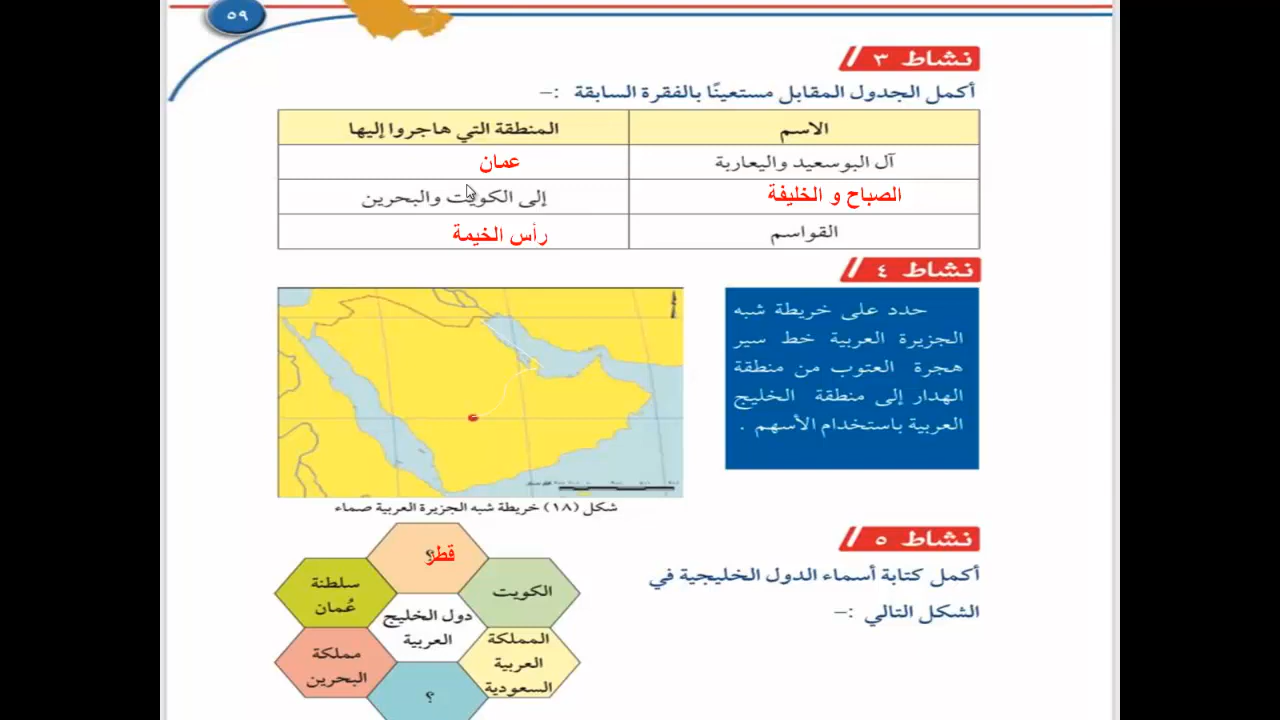 ٥٩
نشاط ٣
أكمل الجدول المقابل مستعينًا بالفقرة السابقة :-
الاسم
المنطقة التي هاجروا إليها
آل البوسعيد واليعاربة
عمان
الصباح و الخليفة
إلى الكويت والبحرين
القواسم
رأس الخيمة
نشاط ٤
حدد على خريطة شبه
الجزيرة العربية خط سير
هجرة العتوب من منطقة
الهدار إلى منطقة الخليج
العربية باستخدام الأسهم .
شكل (١٨) خريطة شبه الجزيرة العربية صماء
نشاط ٥
أكمل كتابة أسماء الدول الخليجية في
الشكل التالي :-
قطر
؟
الكويت
سلطنة
عُمان
دول الخليج
العربية
المملكة
العربية
السعودية
مملكة
البحرين
؟